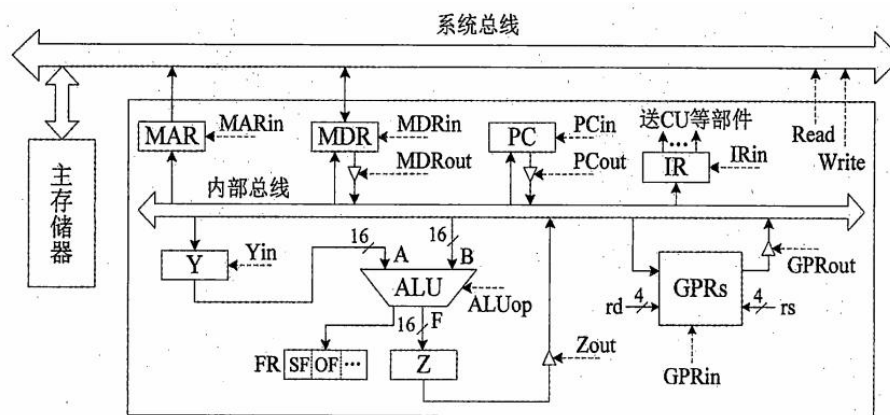 系统总线
MAR
MARin
MDR
MDRin
MDRout
PC
PCin
PCout
送CU等部件
IR
IRin
Read
Write
主存储器
内部总线
Y
Yin
16
A
16
B
ALU
ALUop
16
F
FR
SF
OF
…
Z
Zout
GPRs
GPRout
rd
4
4
rs
GPRin